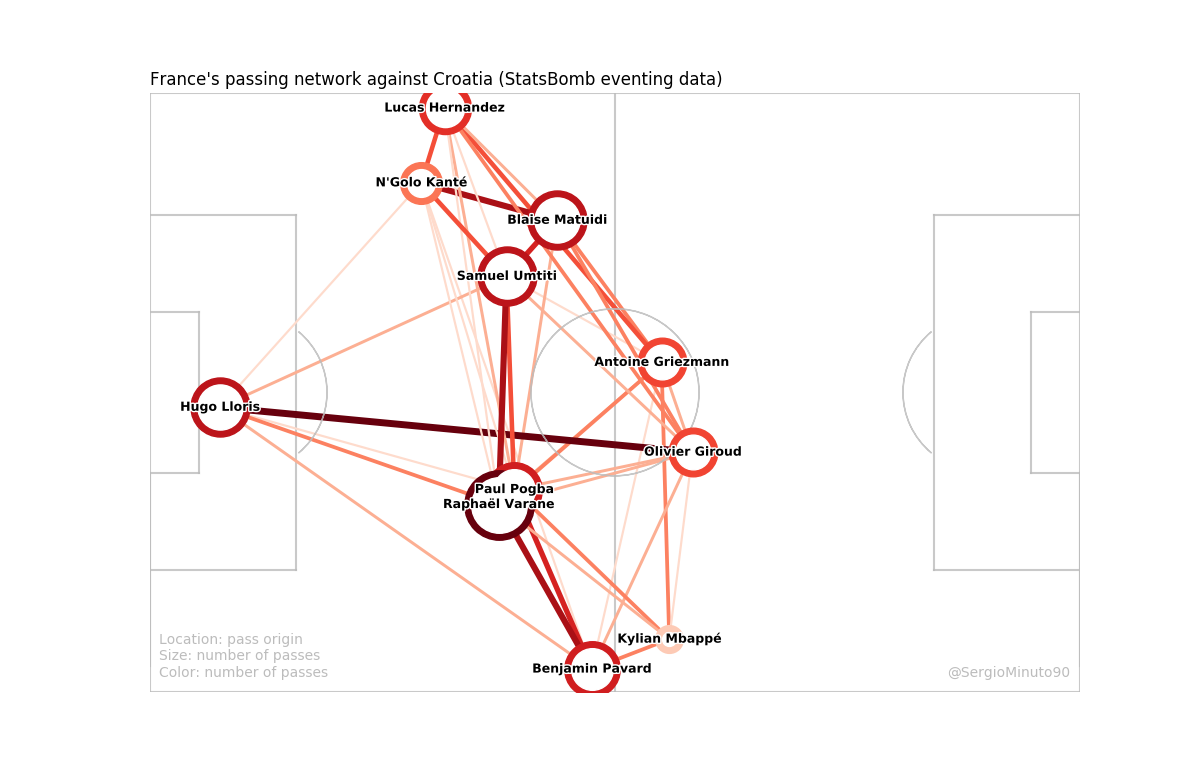 France's passing network against Croatia (StatsBomb eventing data)
Lucas Hernandez
N'Golo Kanté
Blaise Matuidi
Samuel Umtiti
Antoine Griezmann
Hugo Lloris
Olivier Giroud
Paul Pogba
Raphaël Varane
Kylian Mbappé
Benjamin Pavard
Location: pass origin
Size: number of passes
Color: number of passes
@SergioMinuto90